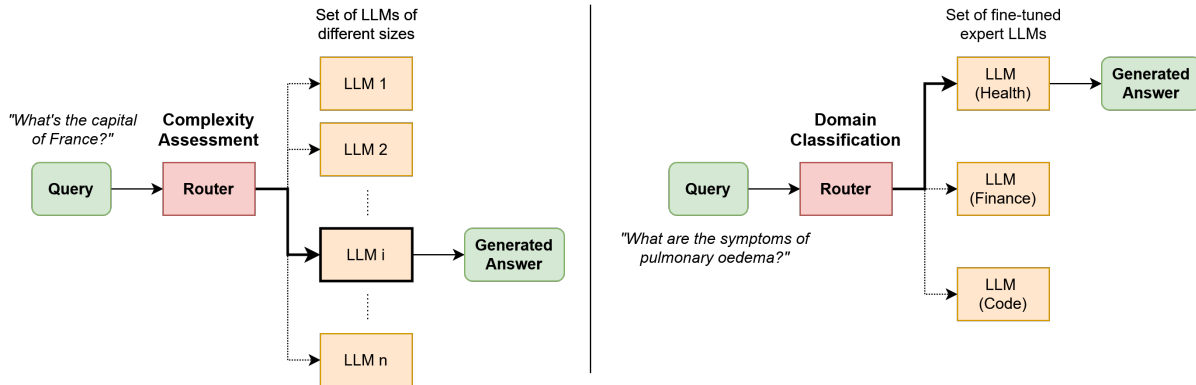 Set of LLMs of
different sizes
LLM 1
"What's the capital
of France?"
Complexity
Assessment
LLM 2
Query
Router
LLM i
Generated
Answer
LLM n
Set of fine-tuned
expert LLMs
LLM
(Health)
Generated
Answer
Domain
Classification
Query
Router
LLM
(Finance)
"What are the symptoms of
pulmonary oedema?"
LLM
(Code)